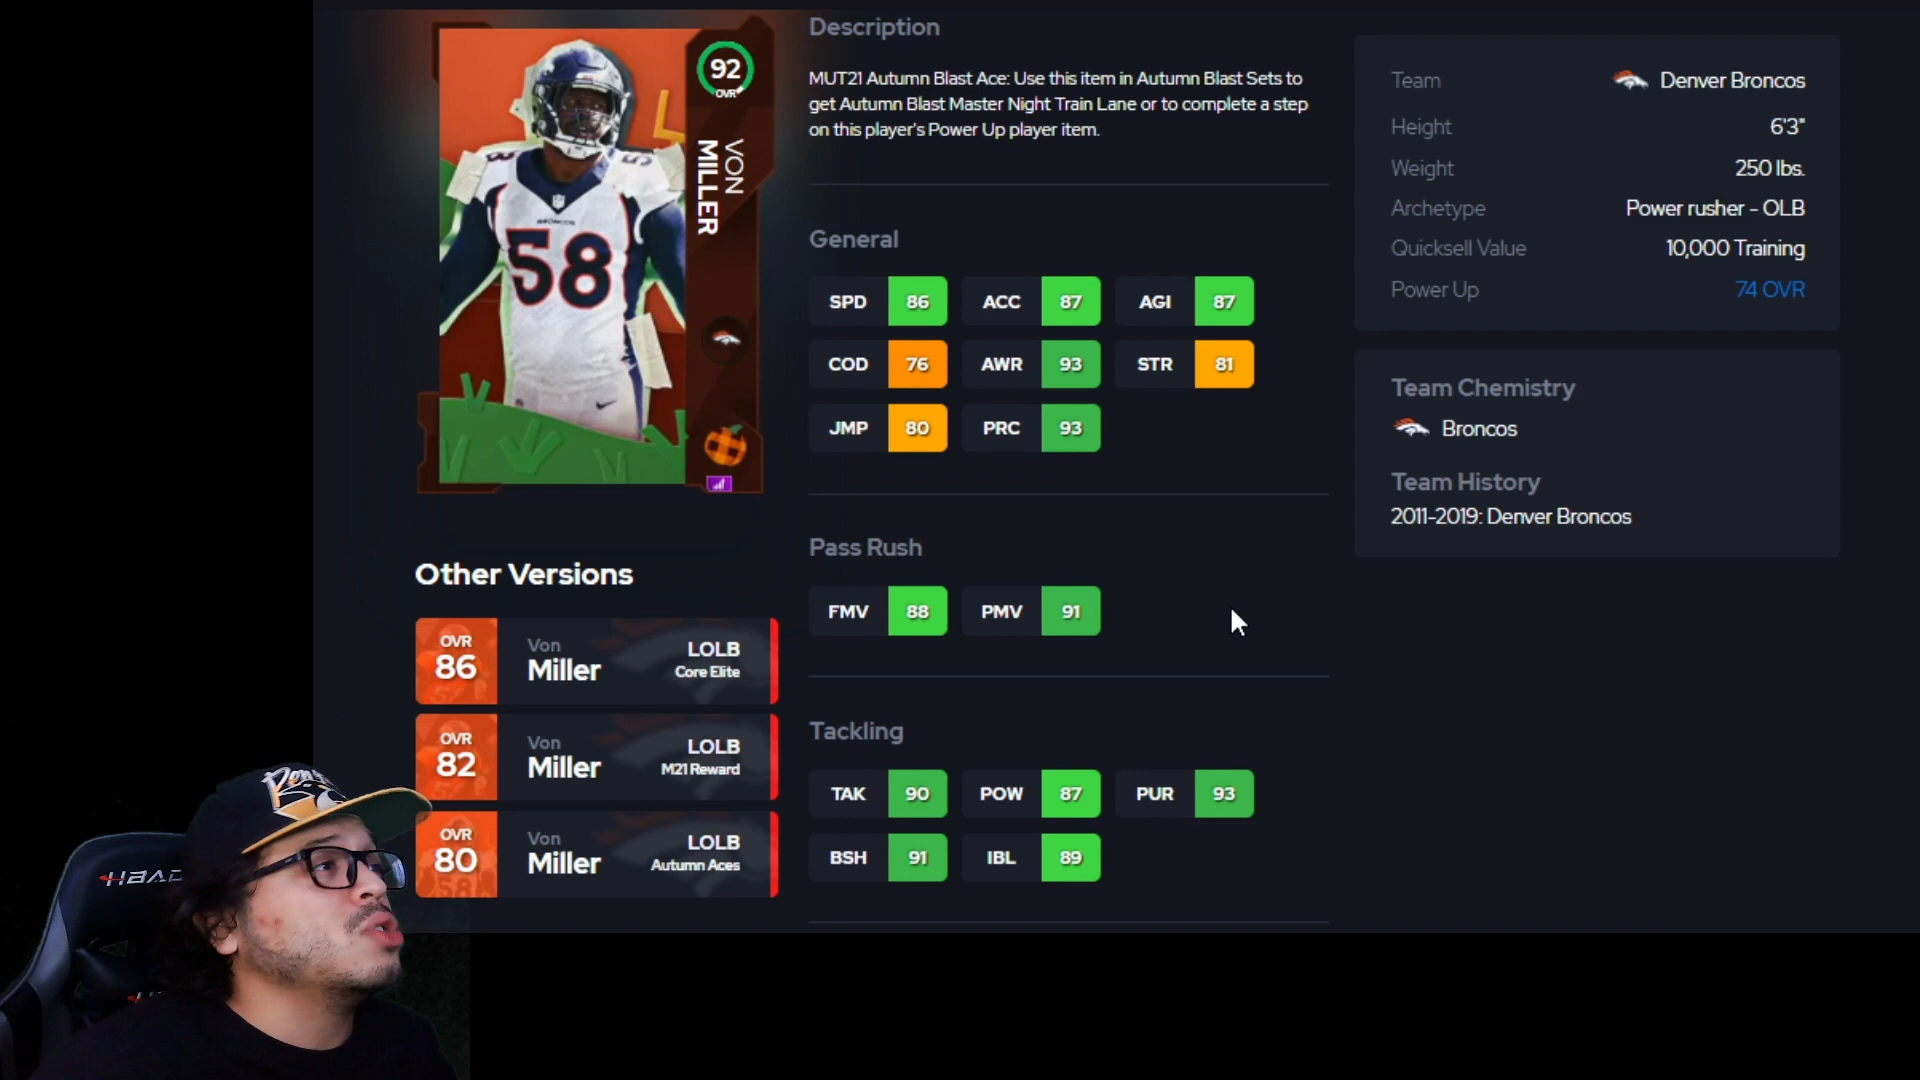 92
OVR
VON
MILLER
58
BRONCOS
Description
MUT21 Autumn Blast Ace: Use this item in Autumn Blast Sets to
get Autumn Blast Master Night Train Lane or to complete a step
on this player's Power Up player item.
General
SPD 86 ACC 87 AGI 87
COD 76 AWR 93 STR 81
JMP 80 PRC 93
Pass Rush
FMV 88 PMV 91
Tackling
TAK 90 POW 87 PUR 93
BSH 91 IBL 89
Team Denver Broncos
Height 6'3"
Weight 250 lbs.
Archetype Power rusher - OLB
Quicksell Value 10,000 Training
Power Up 74 OVR
Team Chemistry
Broncos
Team History
2011-2019: Denver Broncos
Other Versions
OVR
86
Von
Miller
LOLB
Core Elite
OVR
82
Von
Miller
LOLB
M21 Reward
OVR
80
Von
Miller
LOLB
Autumn Aces